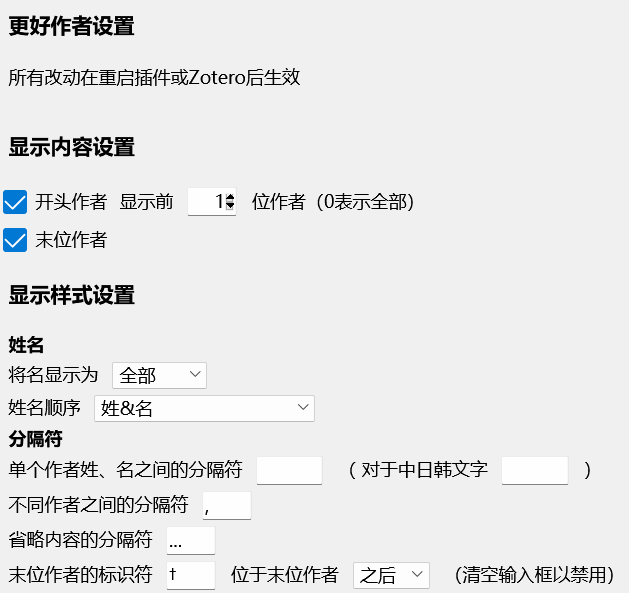 更好作者设置
所有改动在重启插件或Zotero后生效
显示内容设置
开头作者 显示前 1 位作者（0表示全部）
末位作者
显示样式设置
姓名
将名显示为 全部
姓名顺序 姓&名
分隔符
单个作者姓、名之间的分隔符 （ 对于中日韩文字 ）
不同作者之间的分隔符 ,
省略内容的分隔符 ...
末位作者的标识符 † 位于末位作者 之后 （清空输入框以禁用）